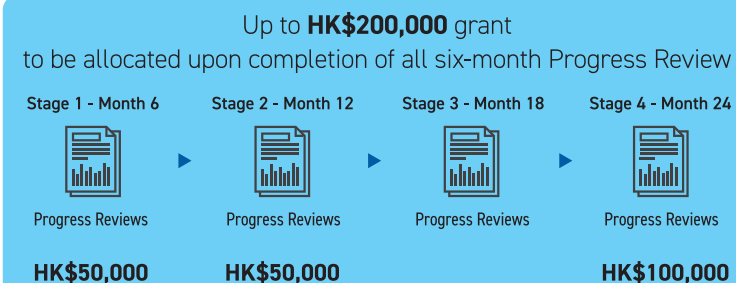 Up to HK$200,000 grant
to be allocated upon completion of all six-month Progress Review
Stage 1 - Month 6
Stage 2 - Month 12
Stage 3 - Month 18
Stage 4 - Month 24
Progress Reviews
Progress Reviews
Progress Reviews
Progress Reviews
HK$50,000
HK$50,000
HK$100,000